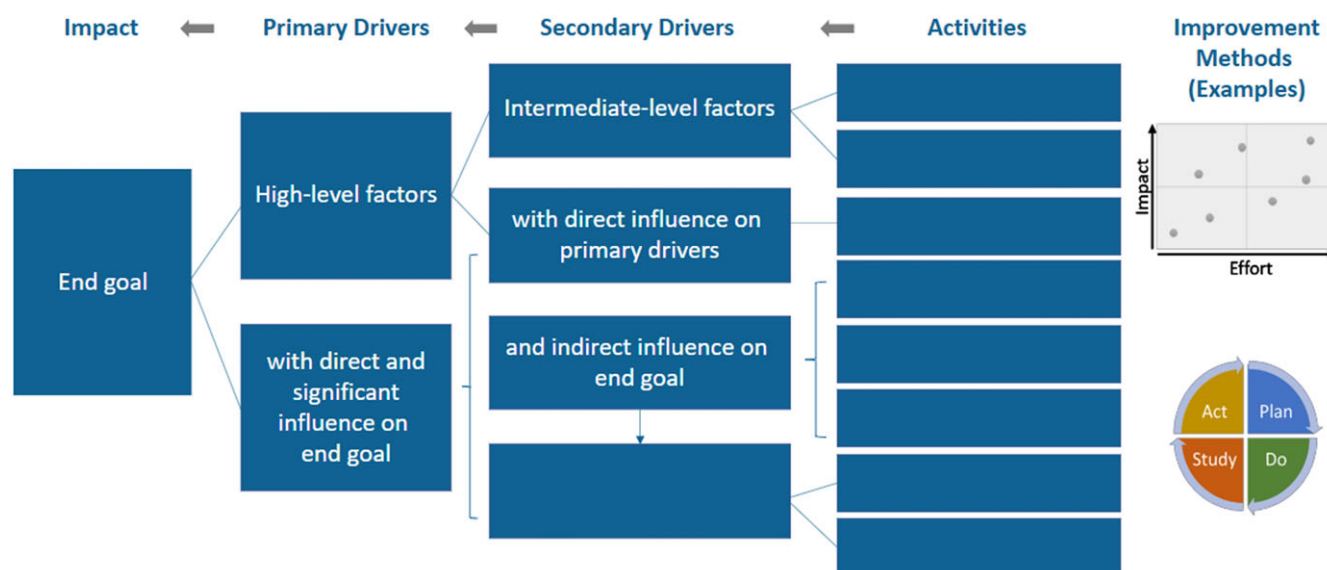 Impact
Primary Drivers
Secondary Drivers
Activities
Improvement
Methods
(Examples)
End goal
High-level factors
with direct and
significant
influence on
end goal
Intermediate-level factors
with direct influence on
primary drivers
and indirect influence on
end goal
Impact
Effort
Act
Plan
Study
Do